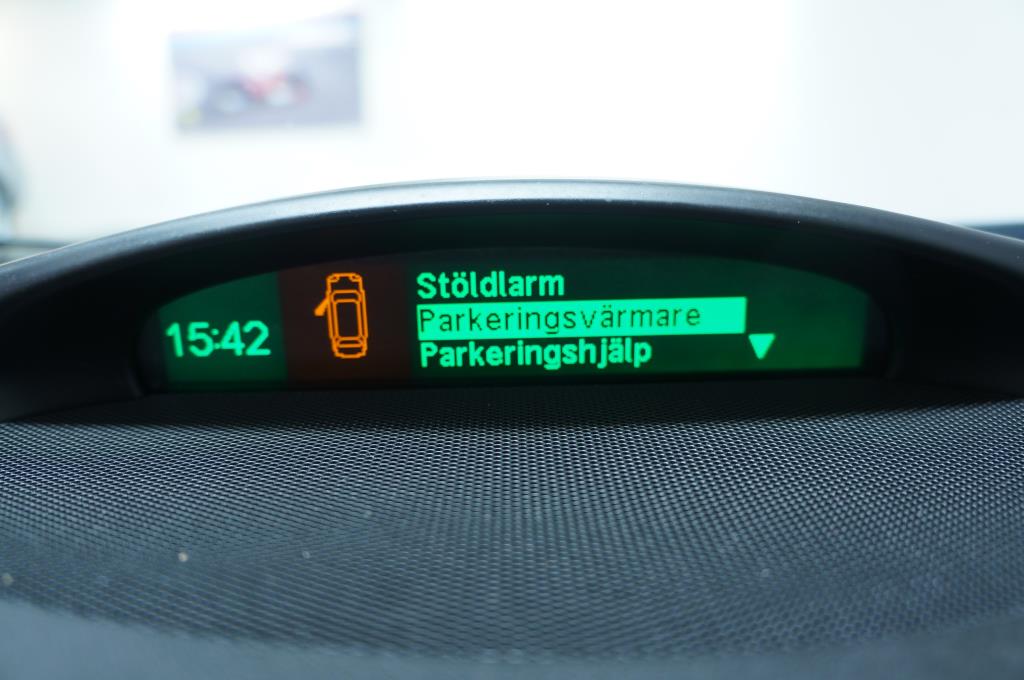 15:42
Stöldlarm
Parkeringsvärmare
Parkeringshjälp